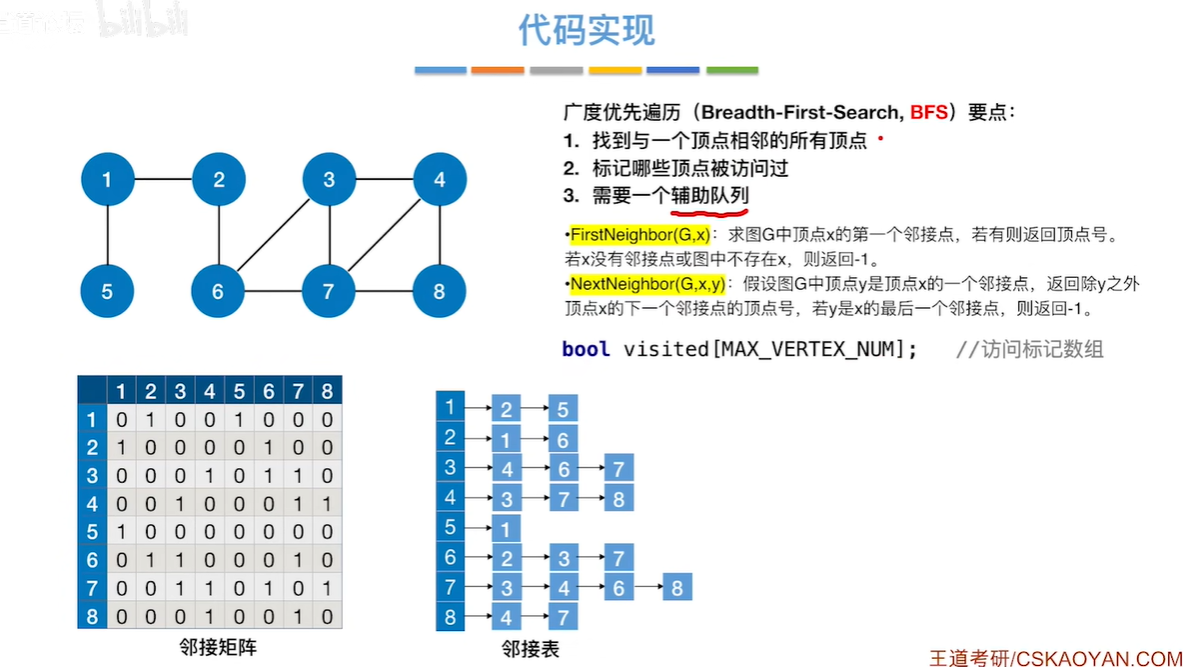 bilibili
代码实现
广度优先遍历（Breadth-First-Search, BFS）要点：
1. 找到与一个顶点相邻的所有顶点
2. 标记哪些顶点被访问过
3. 需要一个辅助队列
•FirstNeighbor(G,x)：求图G中顶点x的第一个邻接点，若有则返回顶点号。
若x没有邻接点或图中不存在x，则返回-1。
•NextNeighbor(G,x,y)：假设图G中顶点y是顶点x的一个邻接点，返回除y之外
顶点x的下一个邻接点的顶点号，若y是x的最后一个邻接点，则返回-1。
bool visited[MAX_VERTEX_NUM]; //访问标记数组
1 2 3 4
5 6 7 8
1 2 3 4 5 6 7 8
1 0 1 0 0 1 0 0 0
2 1 0 0 0 0 1 0 0
3 0 0 0 1 0 1 1 0
4 0 0 1 0 0 0 1 1
5 1 0 0 0 0 0 0 0
6 0 1 1 0 0 0 1 0
7 0 0 1 1 0 1 0 1
8 0 0 0 1 0 0 1 0
邻接矩阵
1 2 5
2 1 6
3 4 6 7
4 3 7 8
5 1
6 2 3 7
7 3 4 6 8
8 4 7
邻接表
王道考研/CSKAOYAN.COM